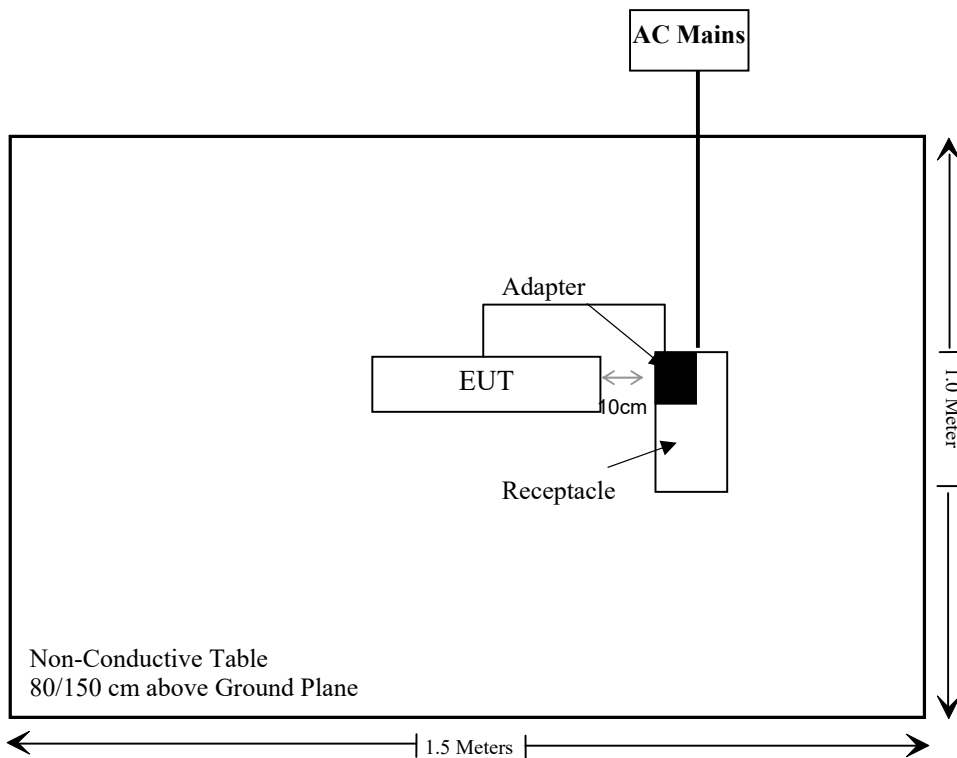 AC Mains
Adapter
EUT
10cm
1.0 Meter
Receptacle
Non-Conductive Table
80/150 cm above Ground Plane
1.5 Meters